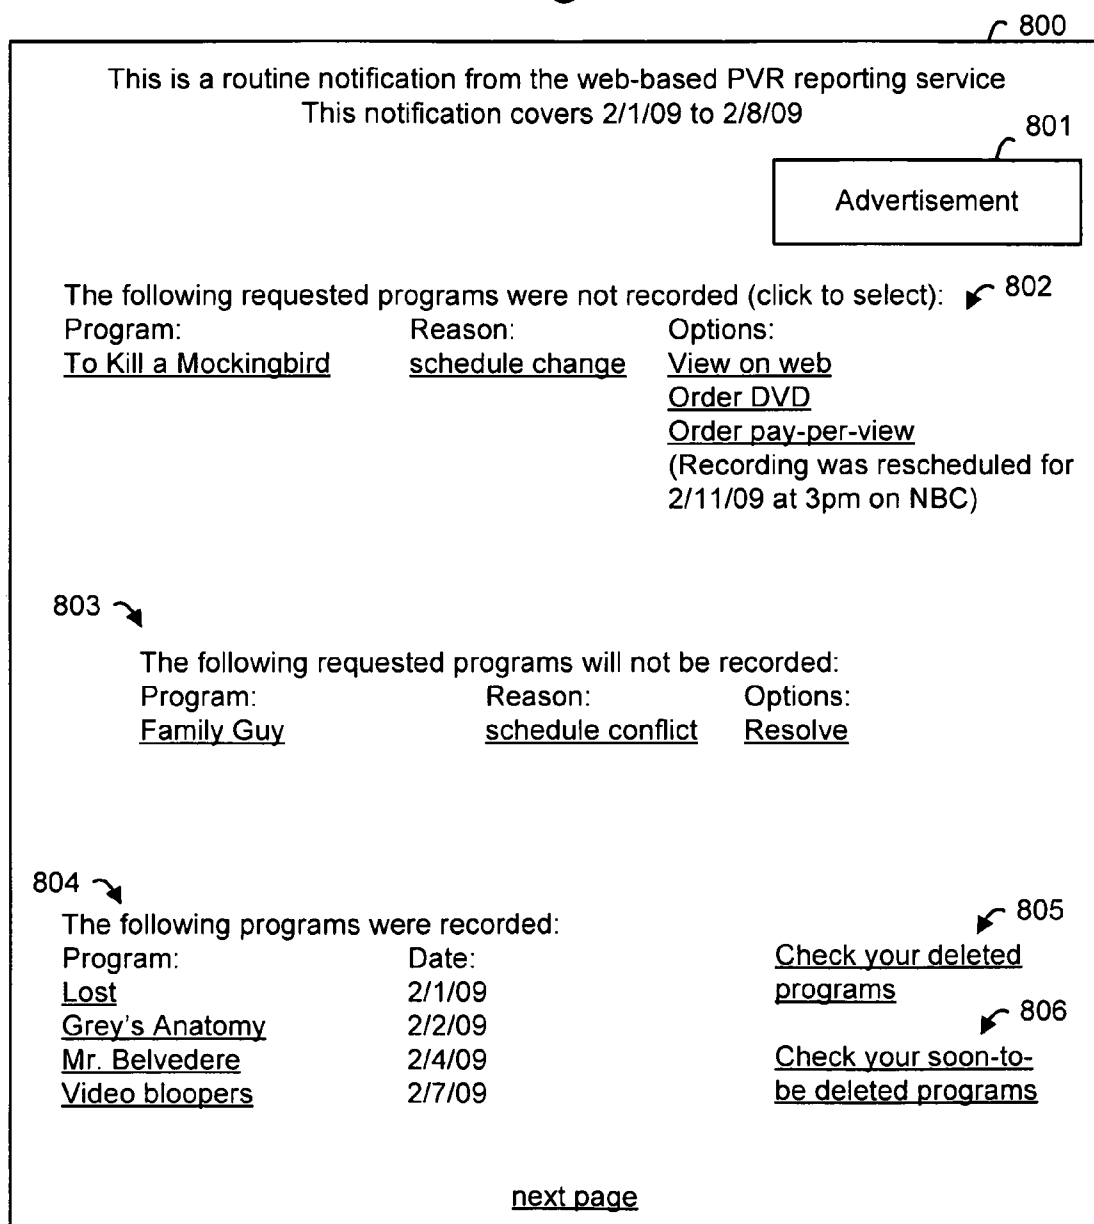 800
This is a routine notification from the web-based PVR reporting service
This notification covers 2/1/09 to 2/8/09
801
Advertisement
The following requested programs were not recorded (click to select): 802
Program: Reason: Options:
To Kill a Mockingbird schedule change View on web
Order DVD
Order pay-per-view
(Recording was rescheduled for
2/11/09 at 3pm on NBC)
803
The following requested programs will not be recorded:
Program: Reason: Options:
Family Guy schedule conflict Resolve
804
The following programs were recorded: 805
Program: Date: Check your deleted
Lost 2/1/09 programs
Grey's Anatomy 2/2/09 806
Mr. Belvedere 2/4/09 Check your soon-to-
Video bloopers 2/7/09 be deleted programs
next page